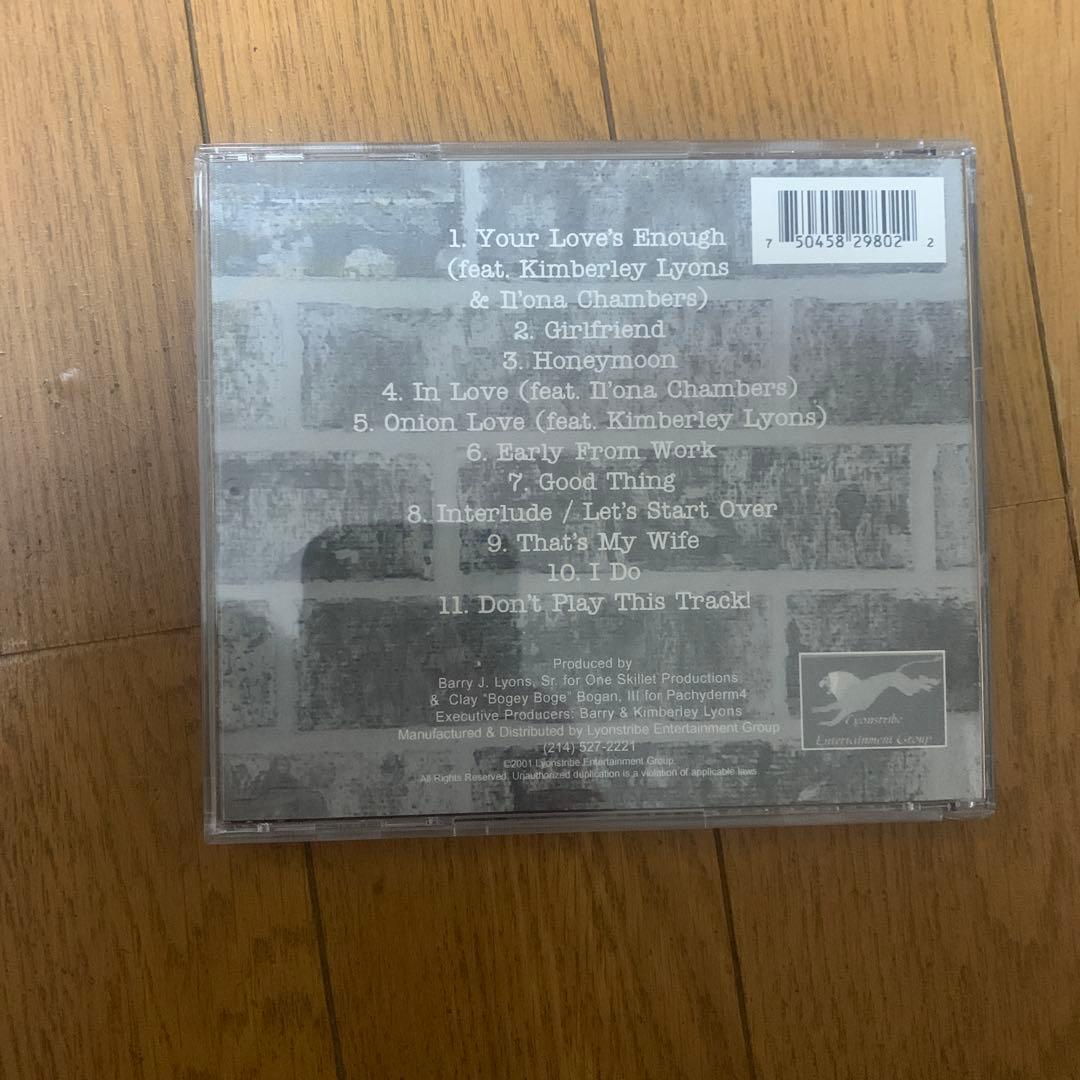 1. Your Love's Enough
(feat. Kimberley Lyons
& Il'ona Chambers)
2. Girlfriend
3. Honeymoon
4. In Love (feat. Il'ona Chambers)
5. Onion Love (feat. Kimberley Lyons)
6. Early From Work
7. Good Thing
8. Interlude / Let's Start Over
9. That's My Wife
10. I Do
11. Don't Play This Track!
7 50458 29802 2
Produced by
Barry J. Lyons, Sr. for One Skillet Productions
& Clay "Bogey Boge" Bogan, III for Pachyderm4
Executive Producers: Barry & Kimberley Lyons
Manufactured & Distributed by Lyonstribe Entertainment Group
(214) 527-2221
©2001 Lyonstribe Entertainment Group.
All Rights Reserved. Unauthorized duplication is a violation of applicable laws.
Lyonstribe
Entertainment Group